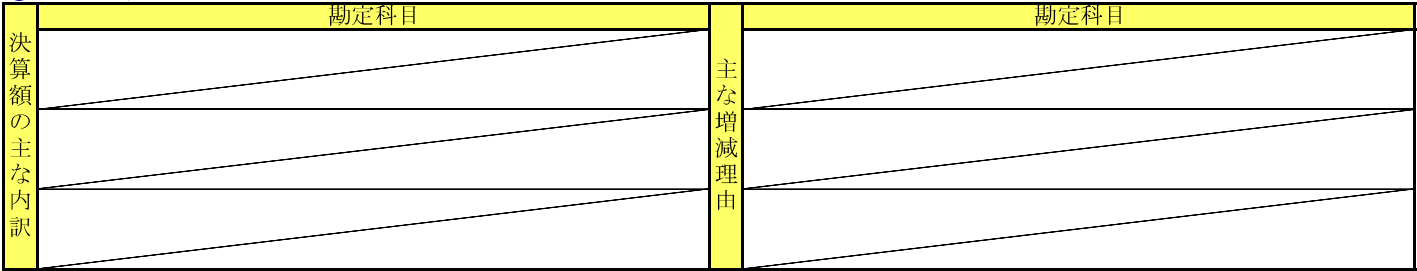 勘定科目
勘定科目
決算額の主な内訳
主な増減理由